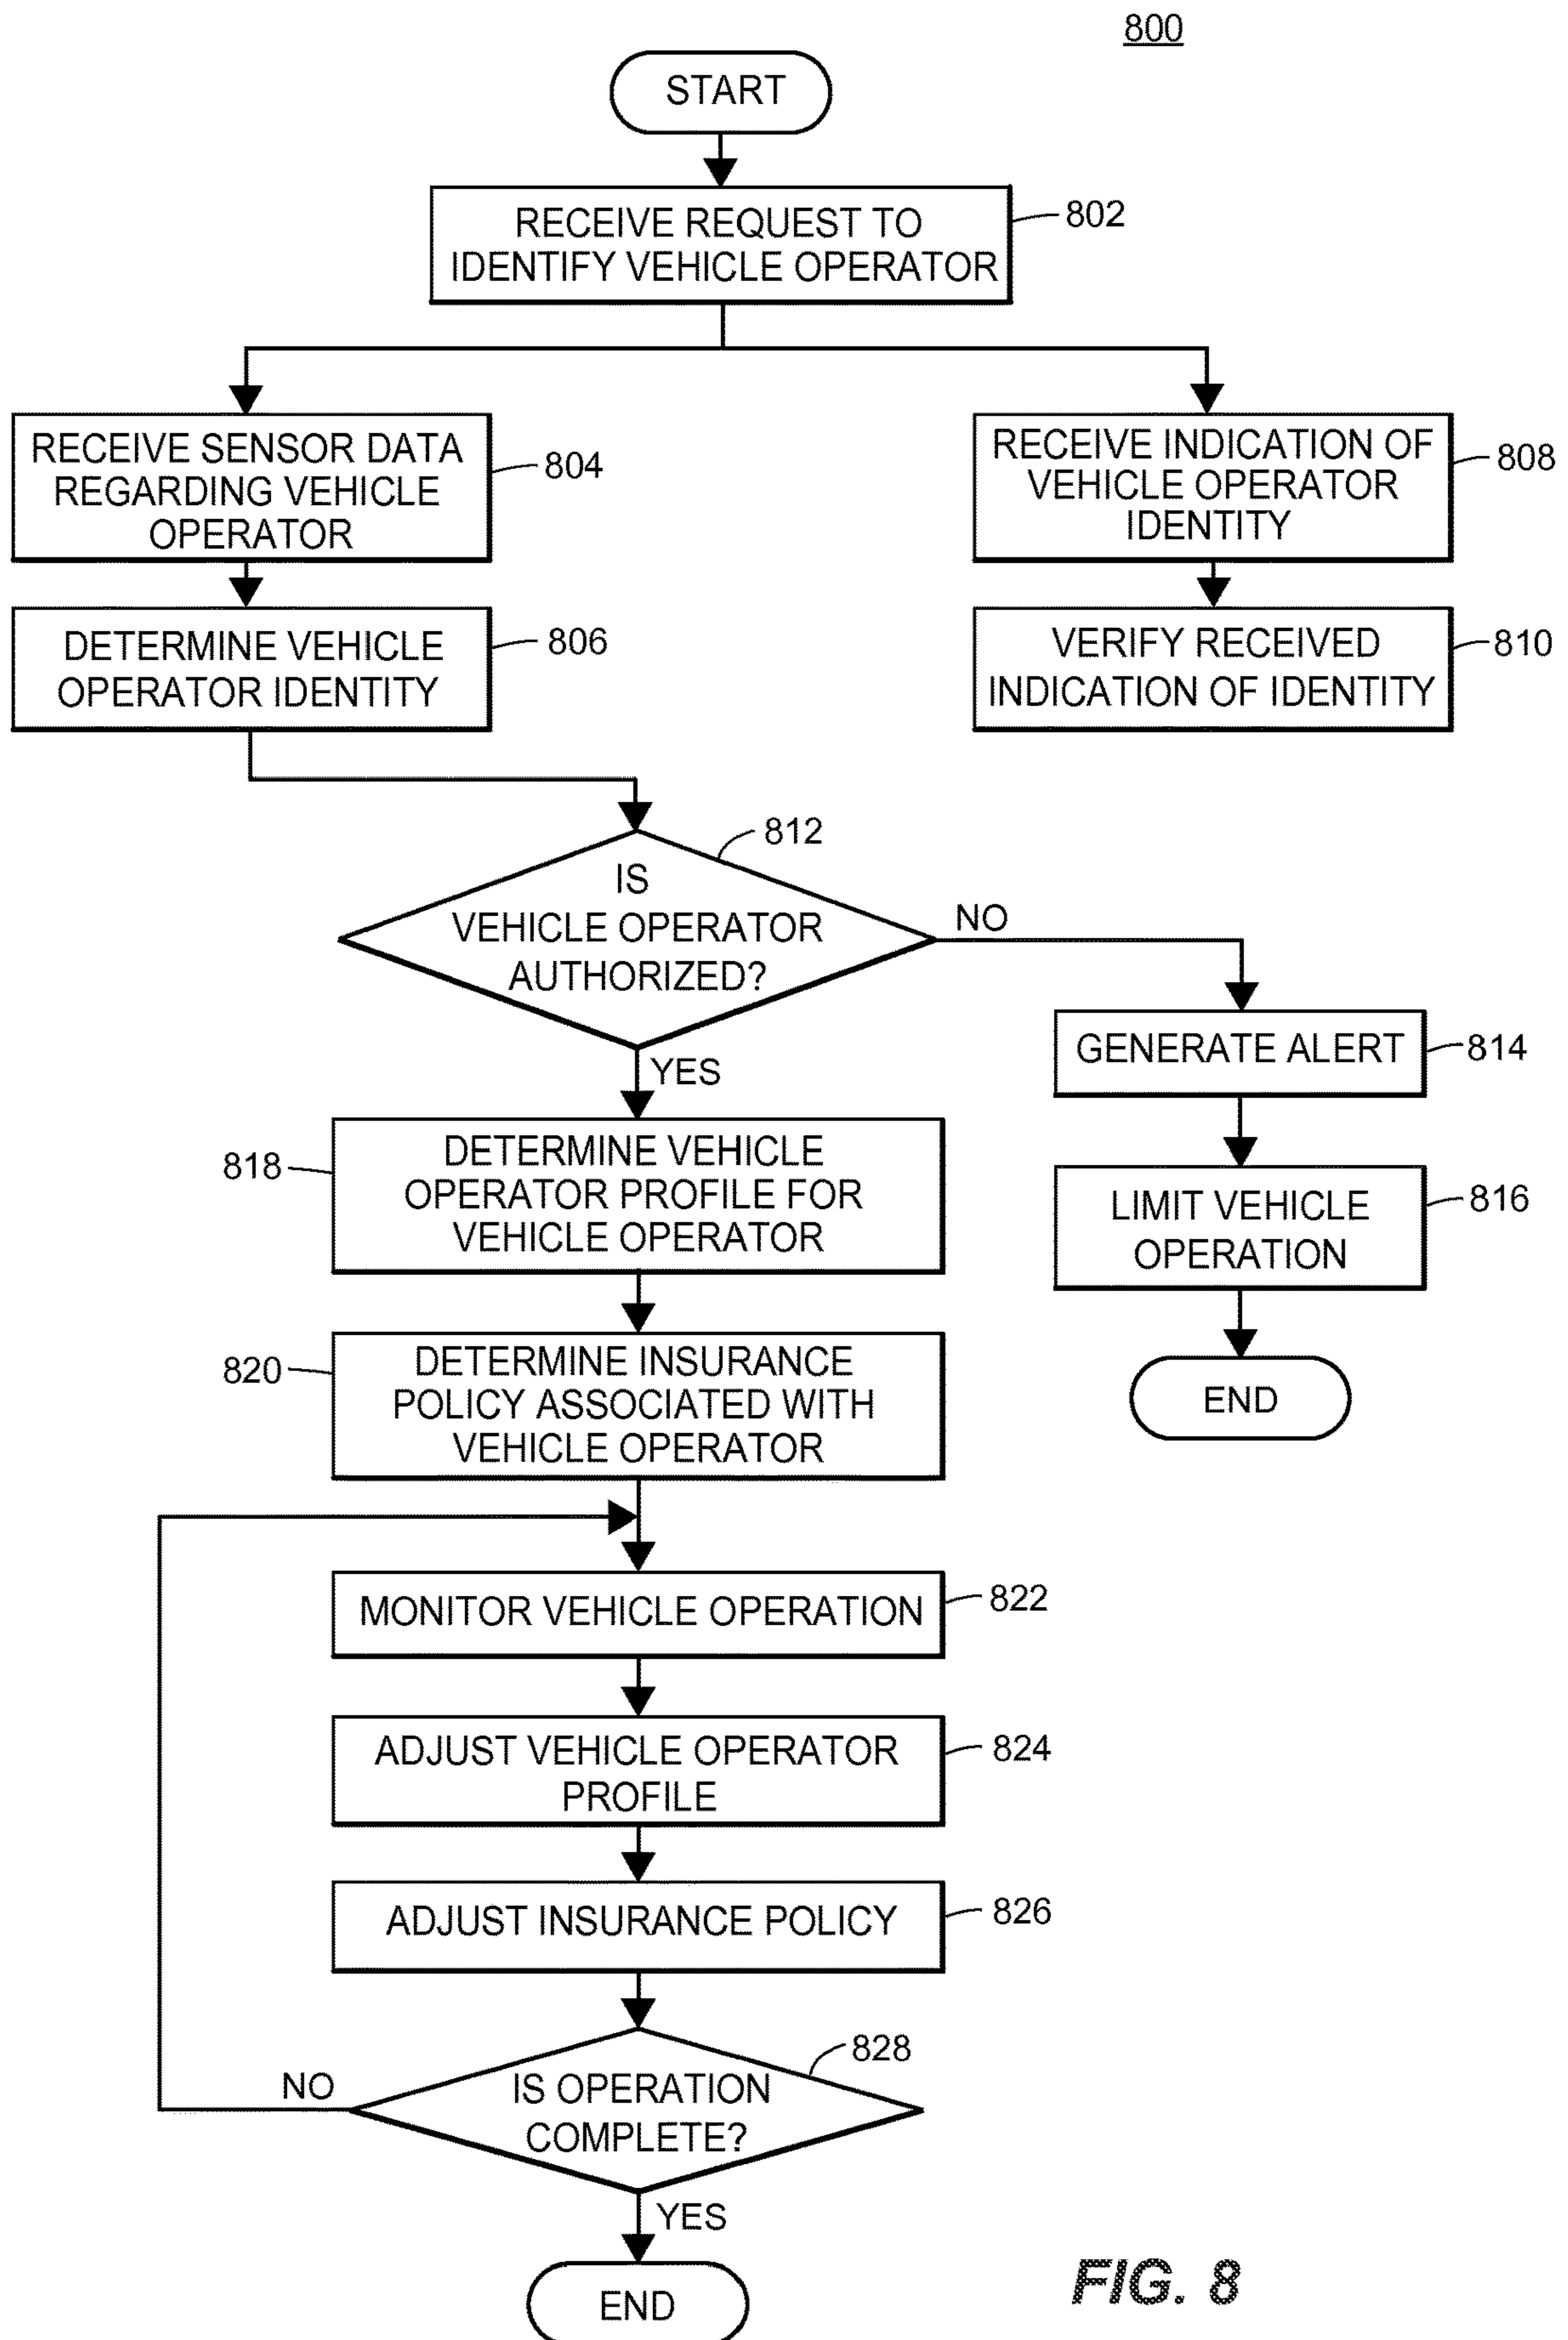 800
START
RECEIVE REQUEST TO
IDENTIFY VEHICLE OPERATOR
802
RECEIVE SENSOR DATA
REGARDING VEHICLE
OPERATOR
804
RECEIVE INDICATION OF
VEHICLE OPERATOR
IDENTITY
808
DETERMINE VEHICLE
OPERATOR IDENTITY
806
VERIFY RECEIVED
INDICATION OF IDENTITY
810
812
IS
VEHICLE OPERATOR
AUTHORIZED?
NO
YES
GENERATE ALERT
814
LIMIT VEHICLE
OPERATION
816
END
818
DETERMINE VEHICLE
OPERATOR PROFILE FOR
VEHICLE OPERATOR
820
DETERMINE INSURANCE
POLICY ASSOCIATED WITH
VEHICLE OPERATOR
MONITOR VEHICLE OPERATION
822
ADJUST VEHICLE OPERATOR
PROFILE
824
ADJUST INSURANCE POLICY
826
828
IS OPERATION
COMPLETE?
NO
YES
END
FIG. 8